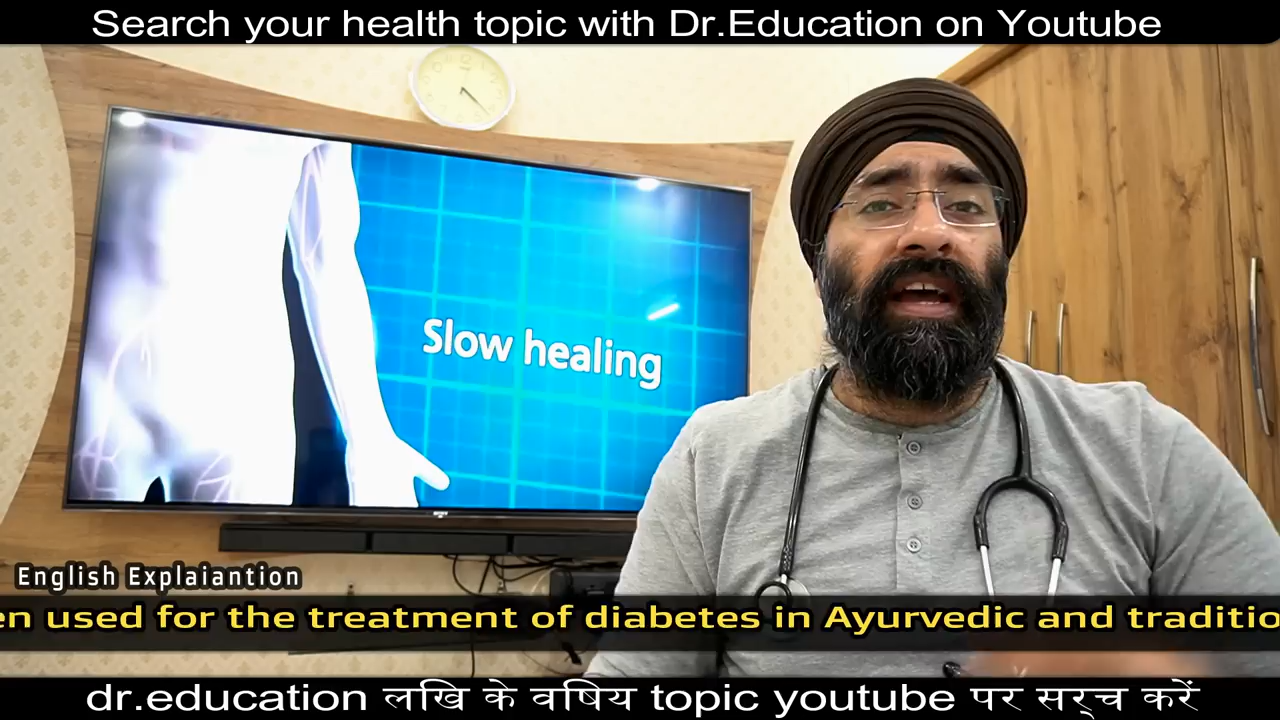 Search your health topic with Dr.Education on Youtube
Slow healing
English Explaiantion
en used for the treatment of diabetes in Ayurvedic and traditio
dr.education लखि के वषिय topic youtube पर सर्च करें